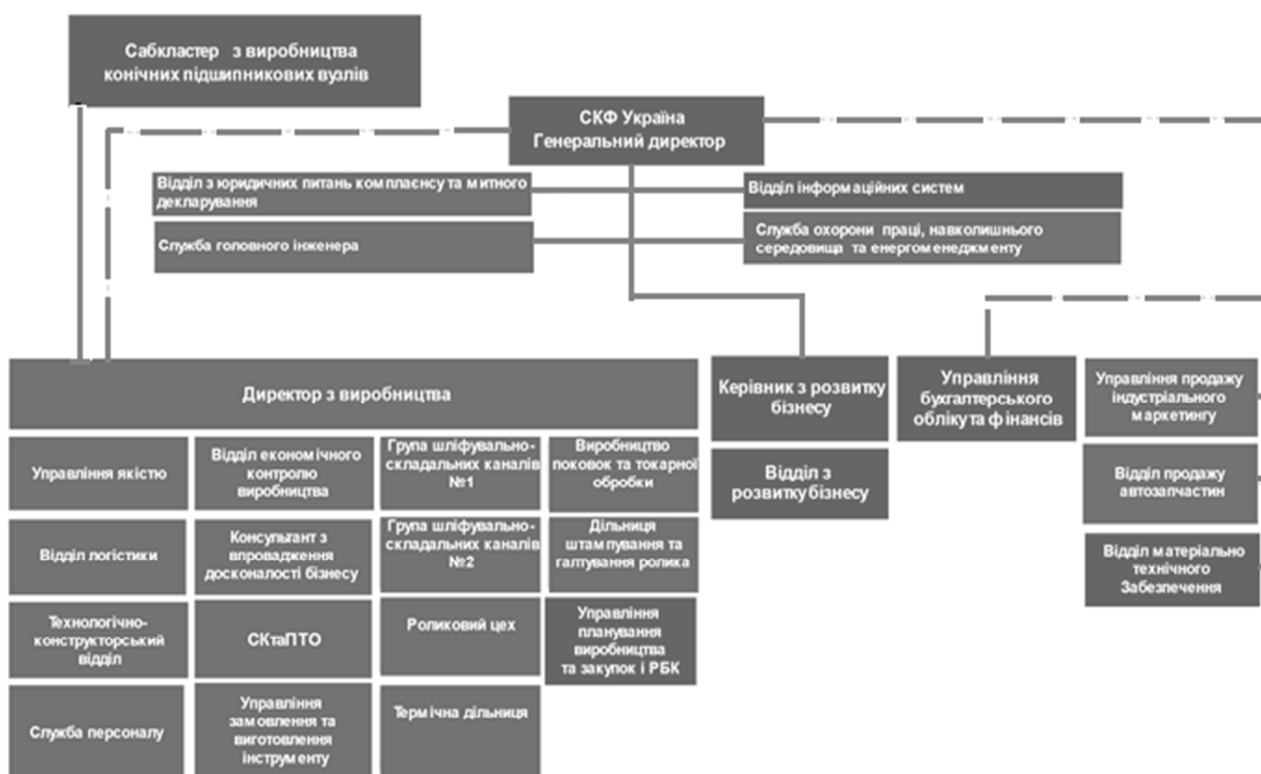 Сабкластер з виробництва
конічних підшипникових вузлів
СКФ Україна
Генеральний директор
Відділ з юридичних питань комплаєнсу та митного
декларування
Відділ інформаційних систем
Служба головного інженера
Служба охорони праці, навколишнього
середовища та енергоменеджменту
Директор з виробництва
Керівник з розвитку
бізнесу
Управління
бухгалтерського
обліку та фінансів
Управління продажу
індустріального
маркетингу
Управління якістю
Відділ економічного
контролю
виробництва
Група шліфувально-
складальних каналів
№1
Виробництво
поковок та токарної
обробки
Відділ з
розвитку бізнесу
Відділ продажу
автозапчастин
Відділ логістики
Консультант з
впровадження
досконалості бізнесу
Група шліфувально-
складальних каналів
№2
Дільниця
штампування та
галтування ролика
Відділ матеріально
технічного
Забезпечення
Технологічно-
конструкторський
відділ
СКтаПТО
Роликовий цех
Управління
планування
виробництва
та закупок і РБК
Служба персоналу
Управління
замовлення та
виготовлення
інструменту
Термічна дільниця